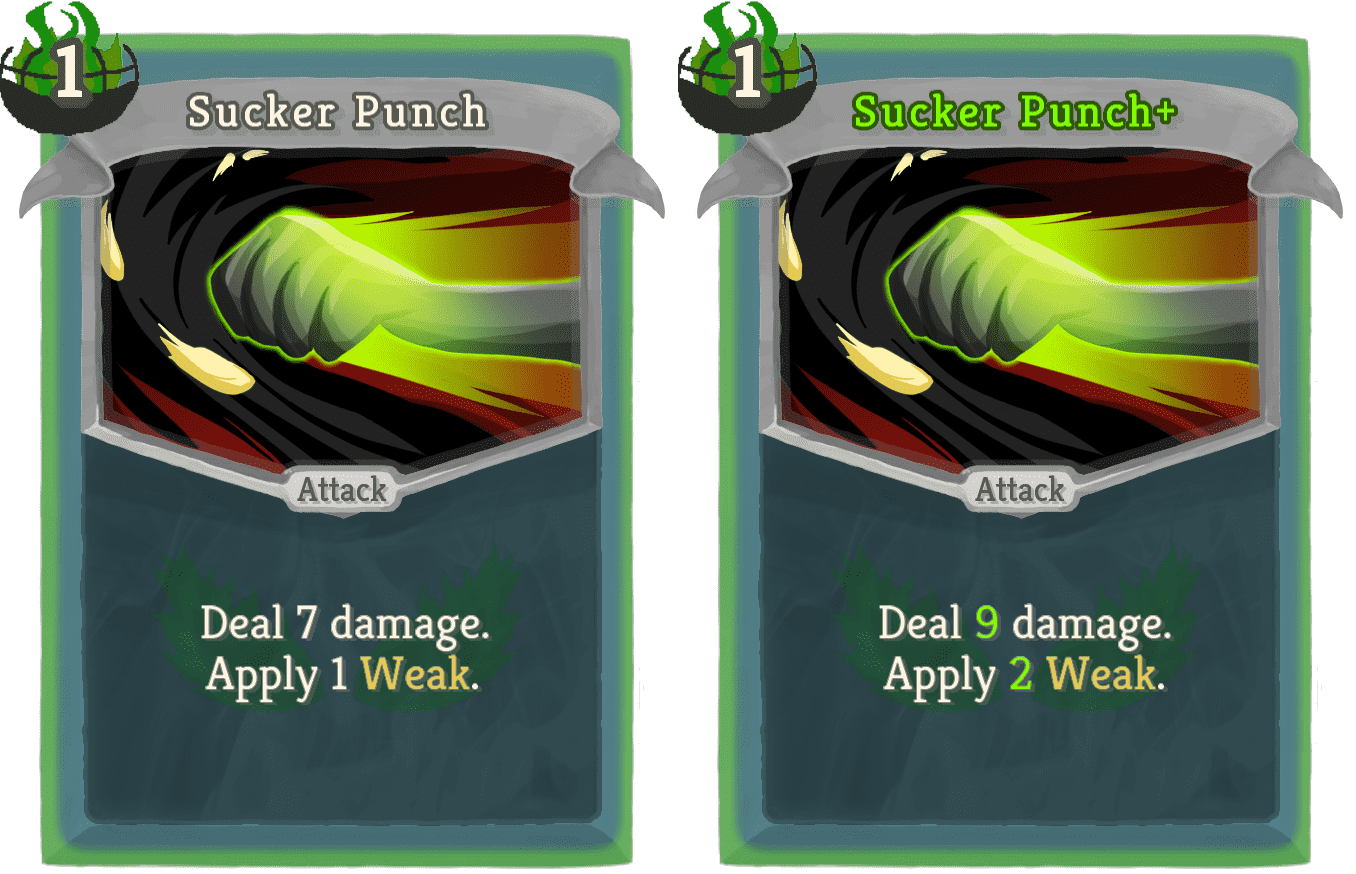 1
Sucker Punch
Attack
Deal 7 damage.
Apply 1 Weak.
1
Sucker Punch+
Attack
Deal 9 damage.
Apply 2 Weak.